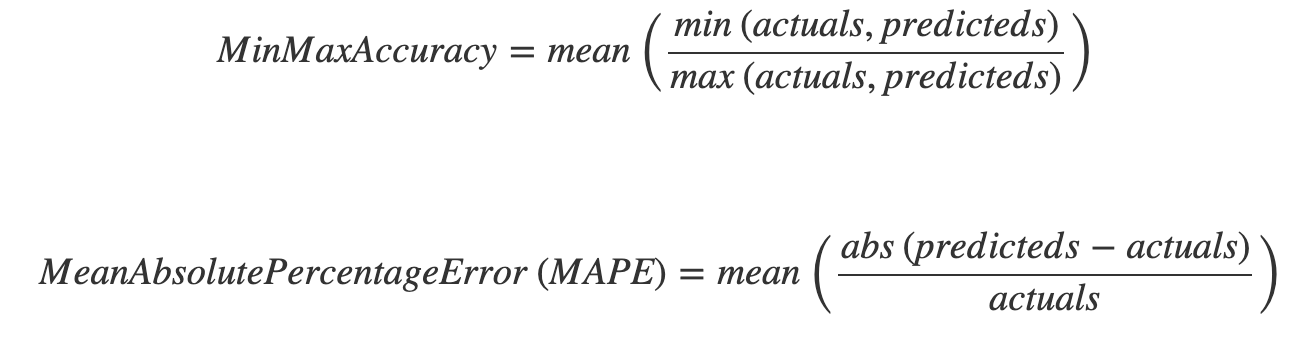 MinMaxAccuracy = mean ( min (actuals, predicteds) / max (actuals, predicteds) )
MeanAbsolutePercentageError (MAPE) = mean ( abs (predicteds − actuals) / actuals )